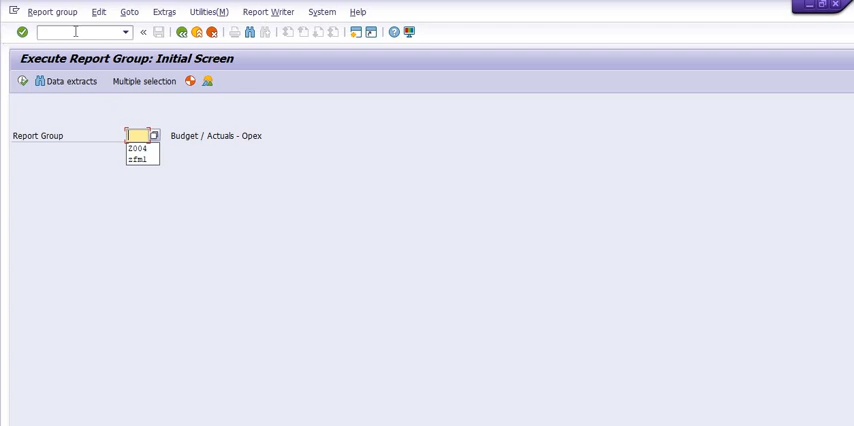 Report group Edit Goto Extras Utilities(M) Report Writer System Help
Execute Report Group: Initial Screen
Data extracts Multiple selection
Report Group Budget / Actuals - Opex
Z004
zfm1